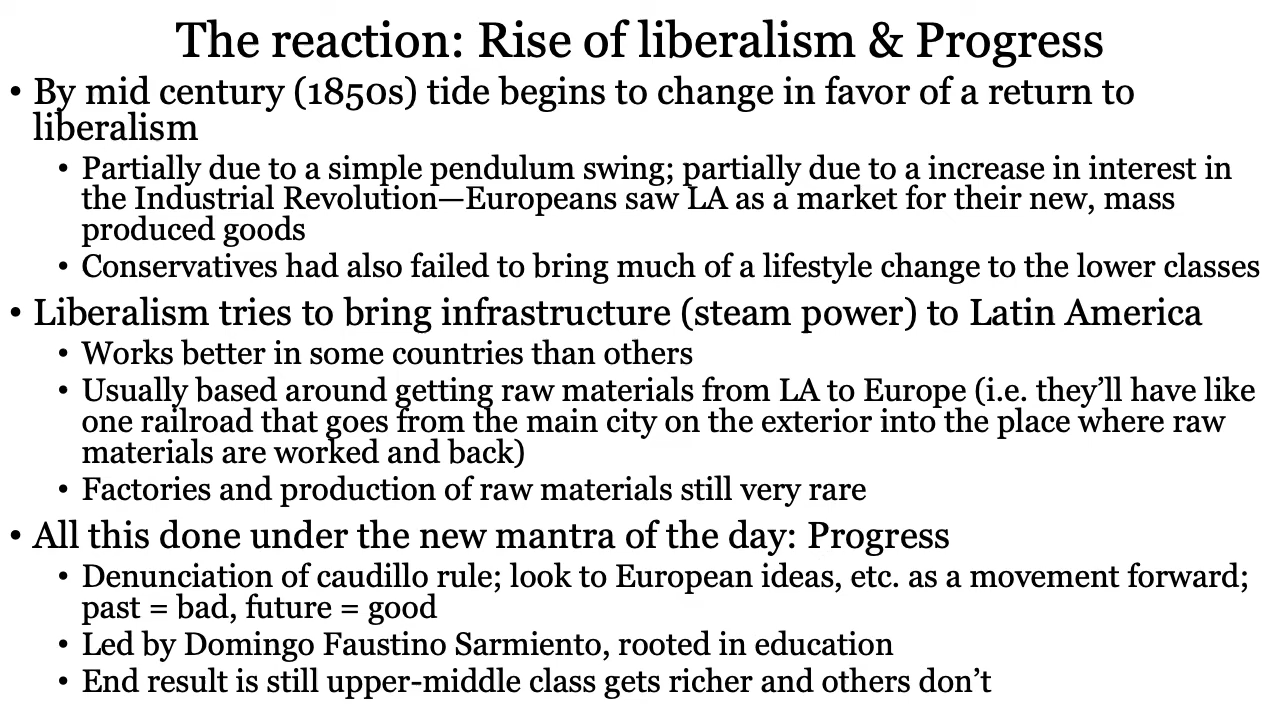 The reaction: Rise of liberalism & Progress
• By mid century (1850s) tide begins to change in favor of a return to
liberalism
• Partially due to a simple pendulum swing; partially due to a increase in interest in
the Industrial Revolution—Europeans saw LA as a market for their new, mass
produced goods
• Conservatives had also failed to bring much of a lifestyle change to the lower classes
• Liberalism tries to bring infrastructure (steam power) to Latin America
• Works better in some countries than others
• Usually based around getting raw materials from LA to Europe (i.e. they’ll have like
one railroad that goes from the main city on the exterior into the place where raw
materials are worked and back)
• Factories and production of raw materials still very rare
• All this done under the new mantra of the day: Progress
• Denunciation of caudillo rule; look to European ideas, etc. as a movement forward;
past = bad, future = good
• Led by Domingo Faustino Sarmiento, rooted in education
• End result is still upper-middle class gets richer and others don’t